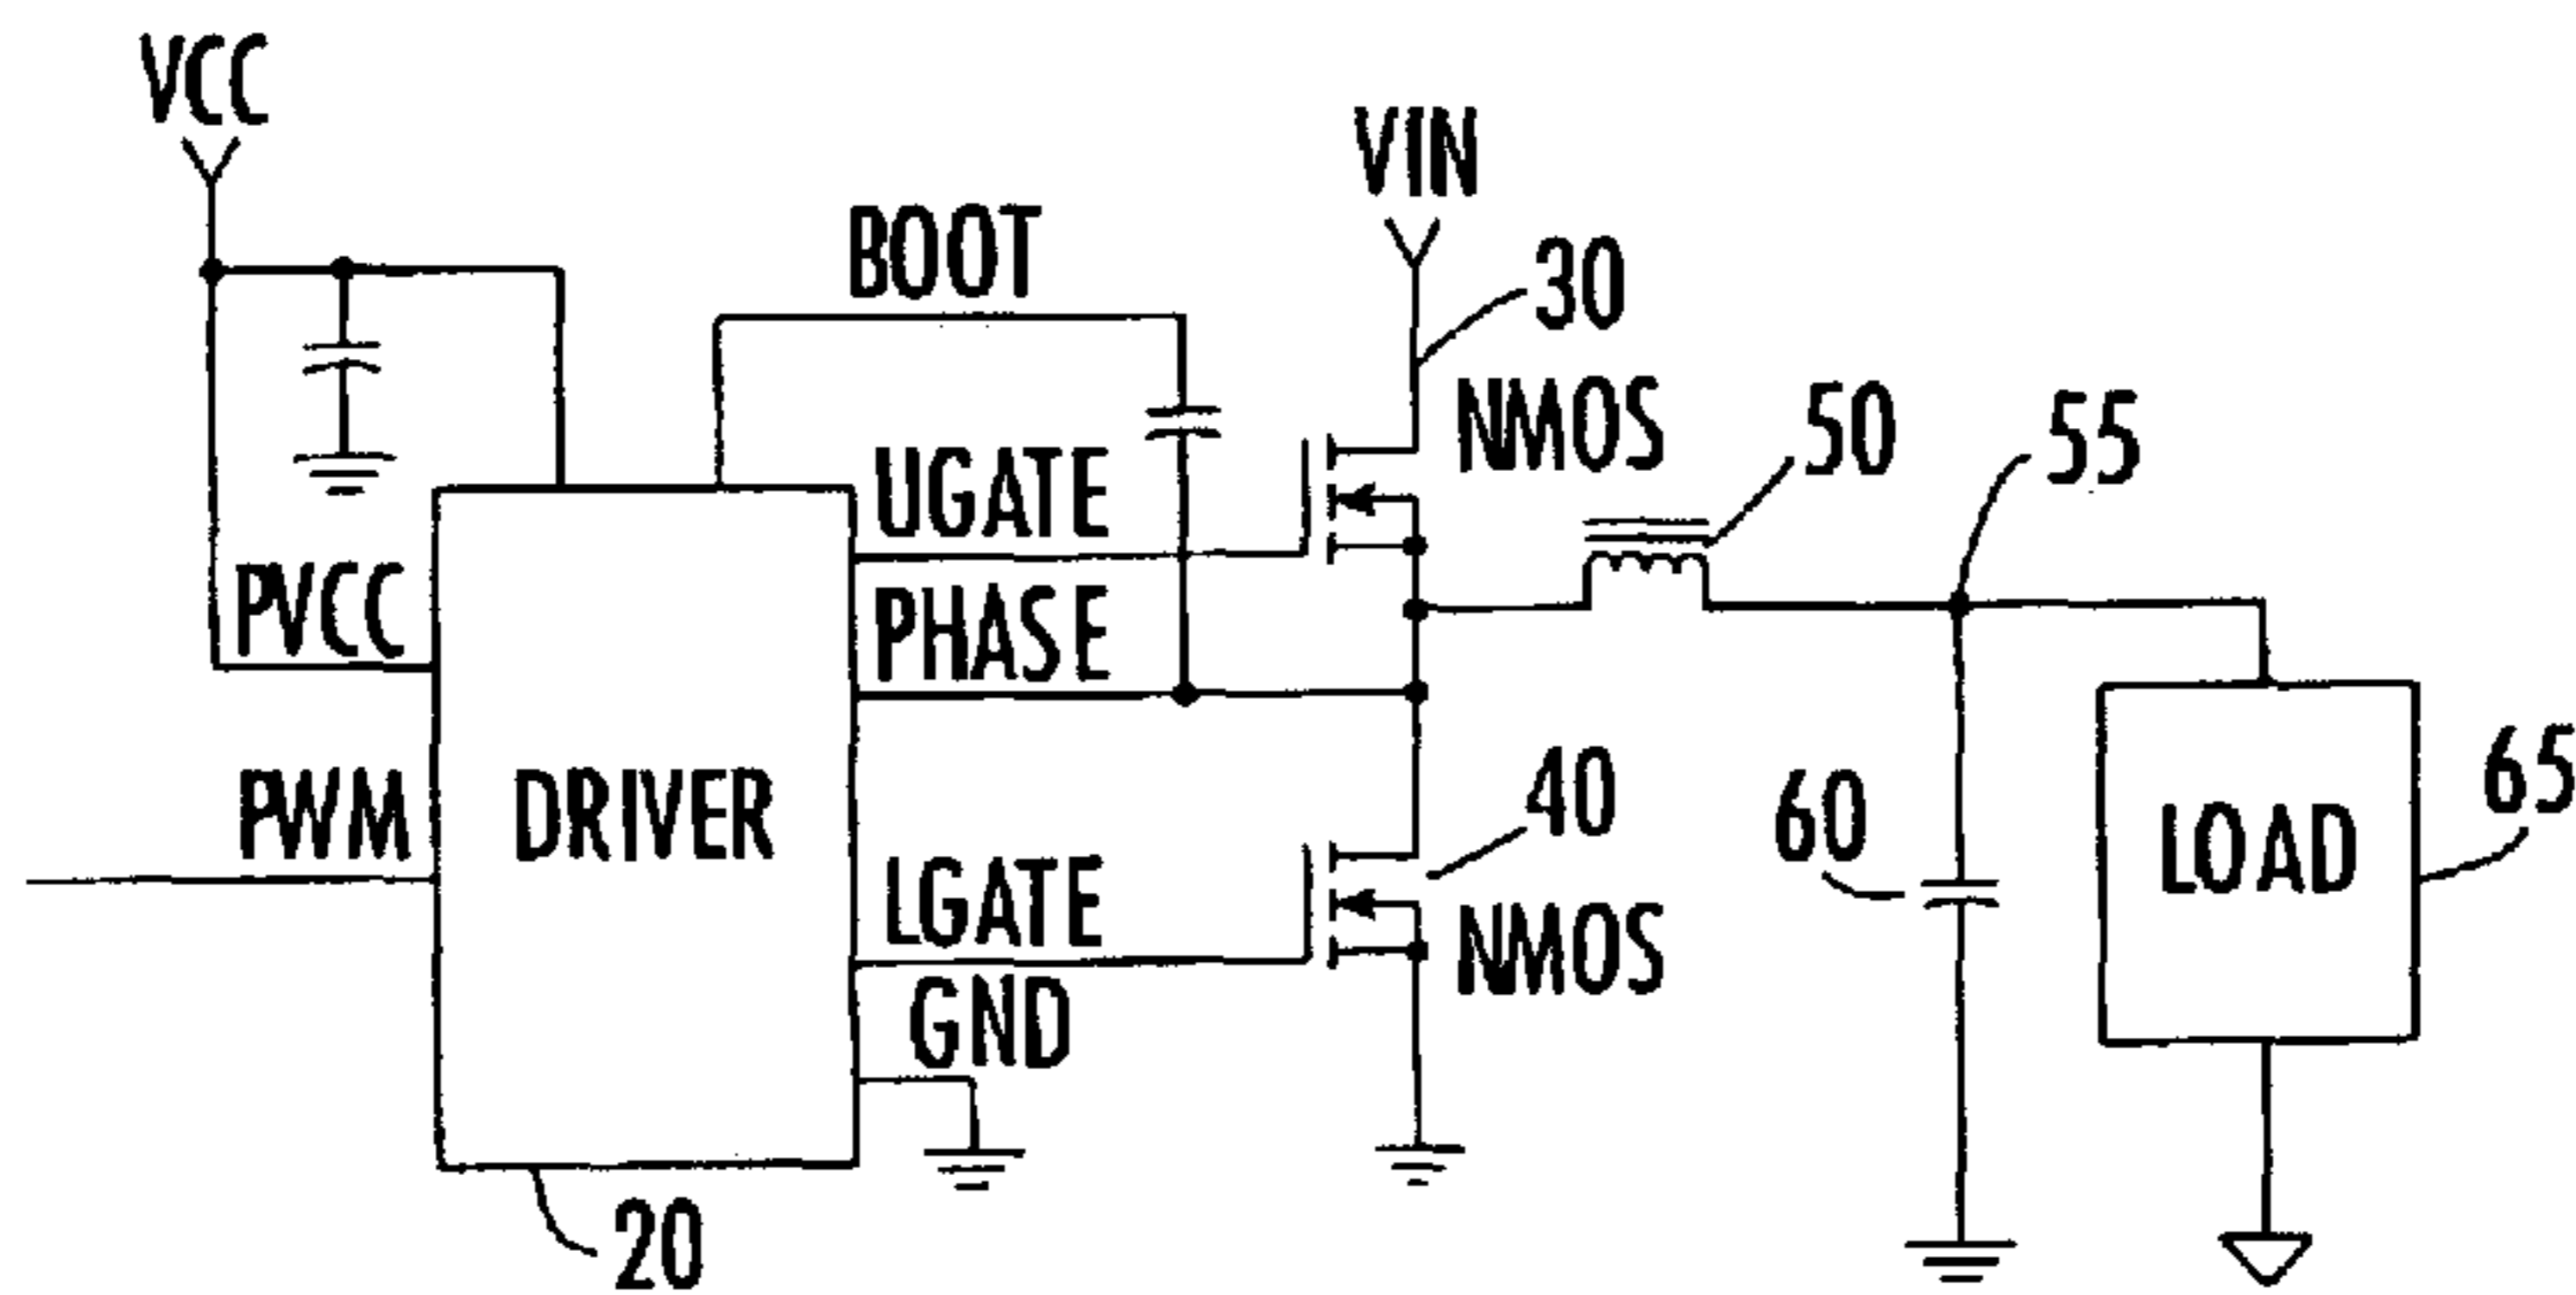 VCC
VIN
BOOT
30
NMOS
50
55
UGATE
PVCC
PHASE
PWM
DRIVER
40
60
65
LOAD
LGATE
NMOS
GND
20